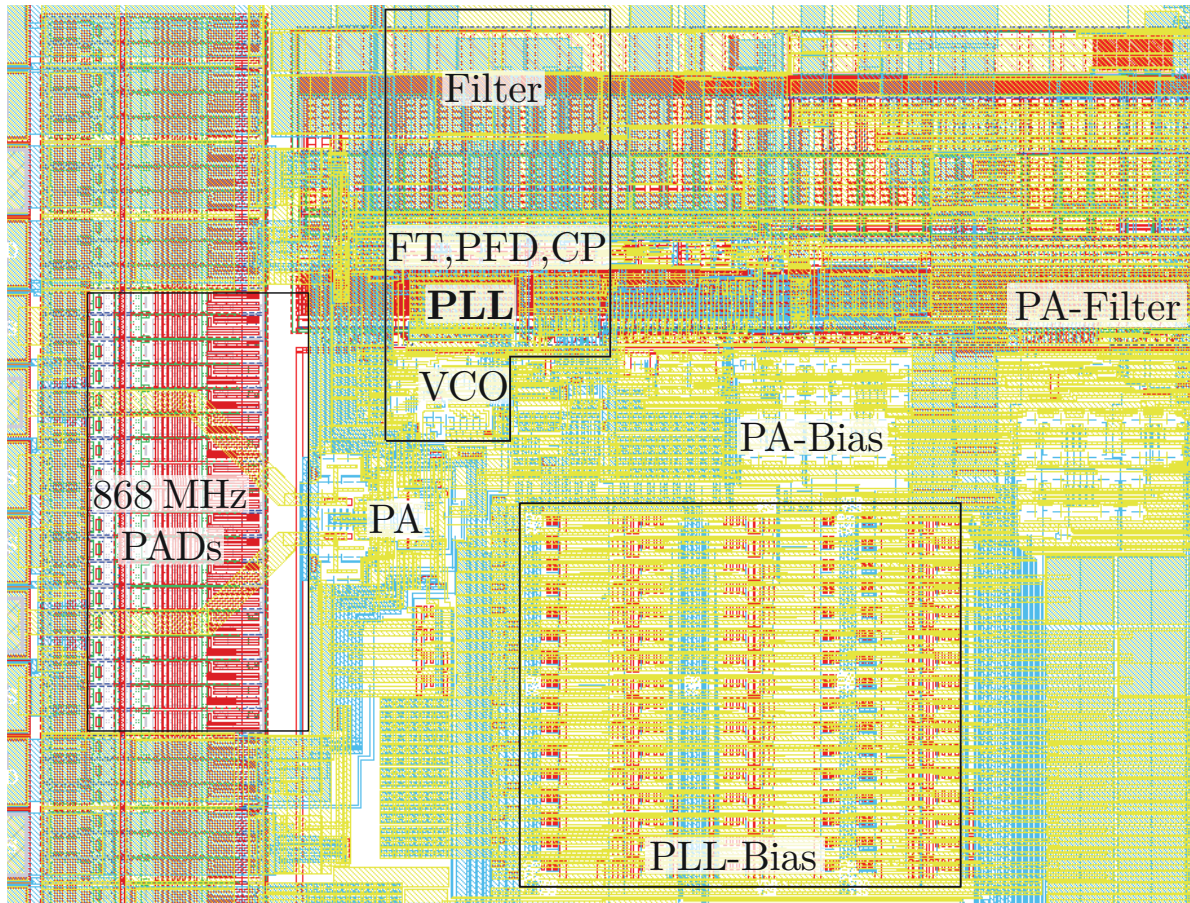 Filter
FT,PFD,CP
PLL
PA-Filter
VCO
PA-Bias
868 MHz
PADs
PA
PLL-Bias